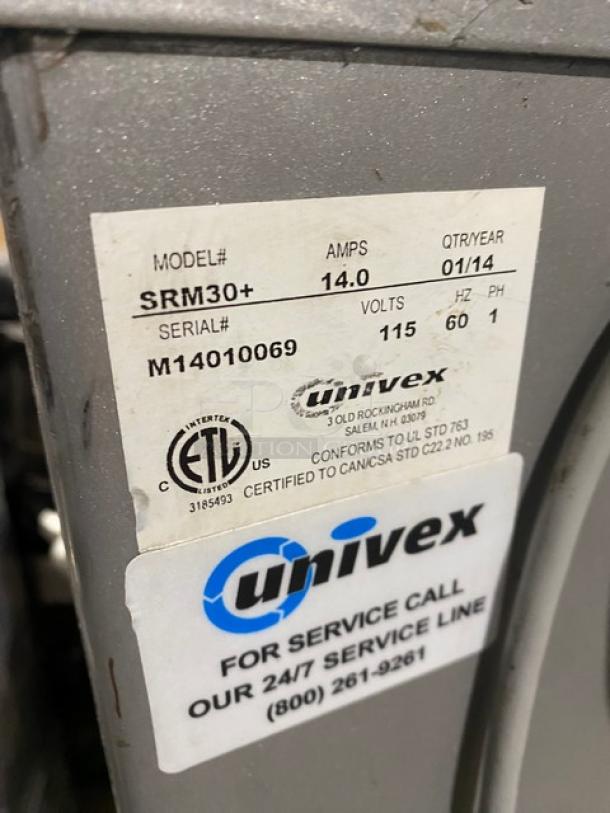 MODEL# AMPS QTR/YEAR
SRM30+ 14.0 01/14
SERIAL# VOLTS HZ PH
M14010069 115 60 1
univex
3 OLD ROCKINGHAM RD.
SALEM, N.H. 03079
INTERTEK
ETL
LISTED
C US
3185493
CONFORMS TO UL STD 763
CERTIFIED TO CAN/CSA STD C22.2 NO. 195
univex
FOR SERVICE CALL
OUR 24/7 SERVICE LINE
(800) 261-9261